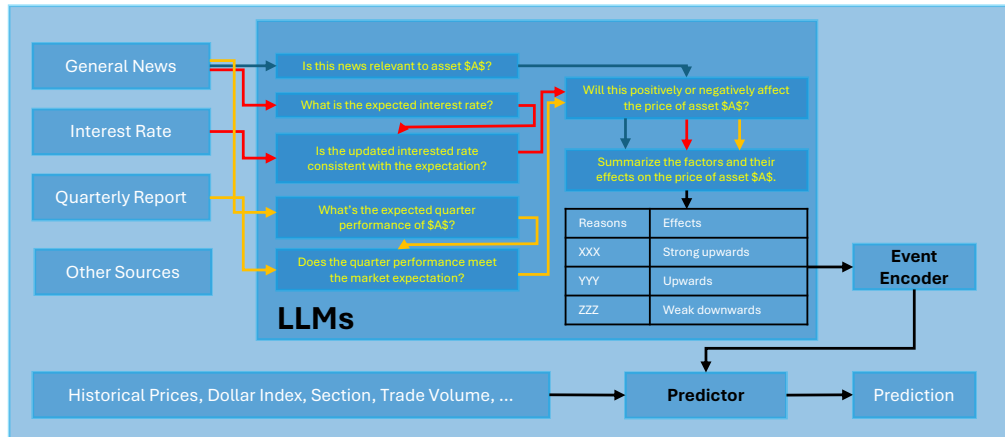 General News
Interest Rate
Quarterly Report
Other Sources
Is this news relevant to asset $A$?
What is the expected interest rate?
Is the updated interested rate
consistent with the expectation?
What's the expected quarter
performance of $A$?
Does the quarter performance meet
the market expectation?
LLMs
Will this positively or negatively affect
the price of asset $A$?
Summarize the factors and their
effects on the price of asset $A$.
Reasons Effects
XXX Strong upwards
YYY Upwards
ZZZ Weak downwards
Event
Encoder
Historical Prices, Dollar Index, Section, Trade Volume, ...
Predictor
Prediction